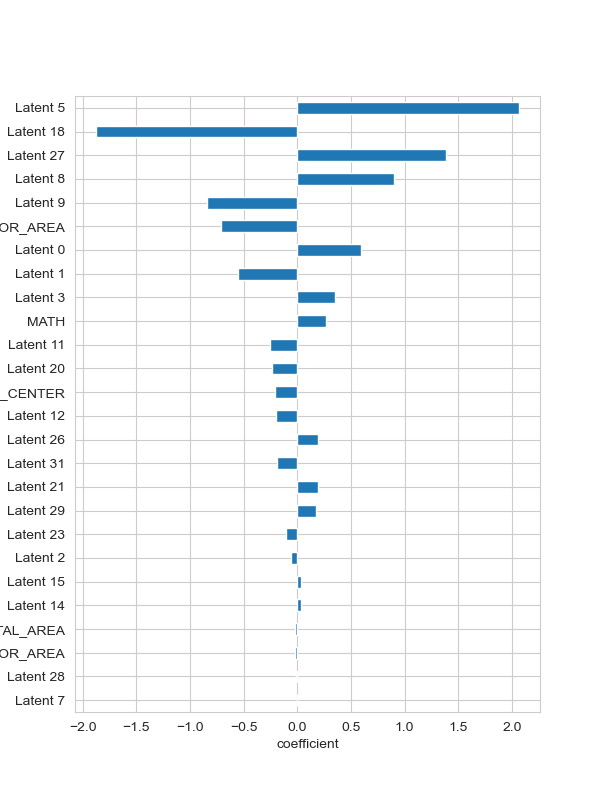 Latent 5
Latent 18
Latent 27
Latent 8
Latent 9
OR_AREA
Latent 0
Latent 1
Latent 3
MATH
Latent 11
Latent 20
_CENTER
Latent 12
Latent 26
Latent 31
Latent 21
Latent 29
Latent 23
Latent 2
Latent 15
Latent 14
TAL_AREA
OR_AREA
Latent 28
Latent 7
−2.0 −1.5 −1.0 −0.5 0.0 0.5 1.0 1.5 2.0
coefficient